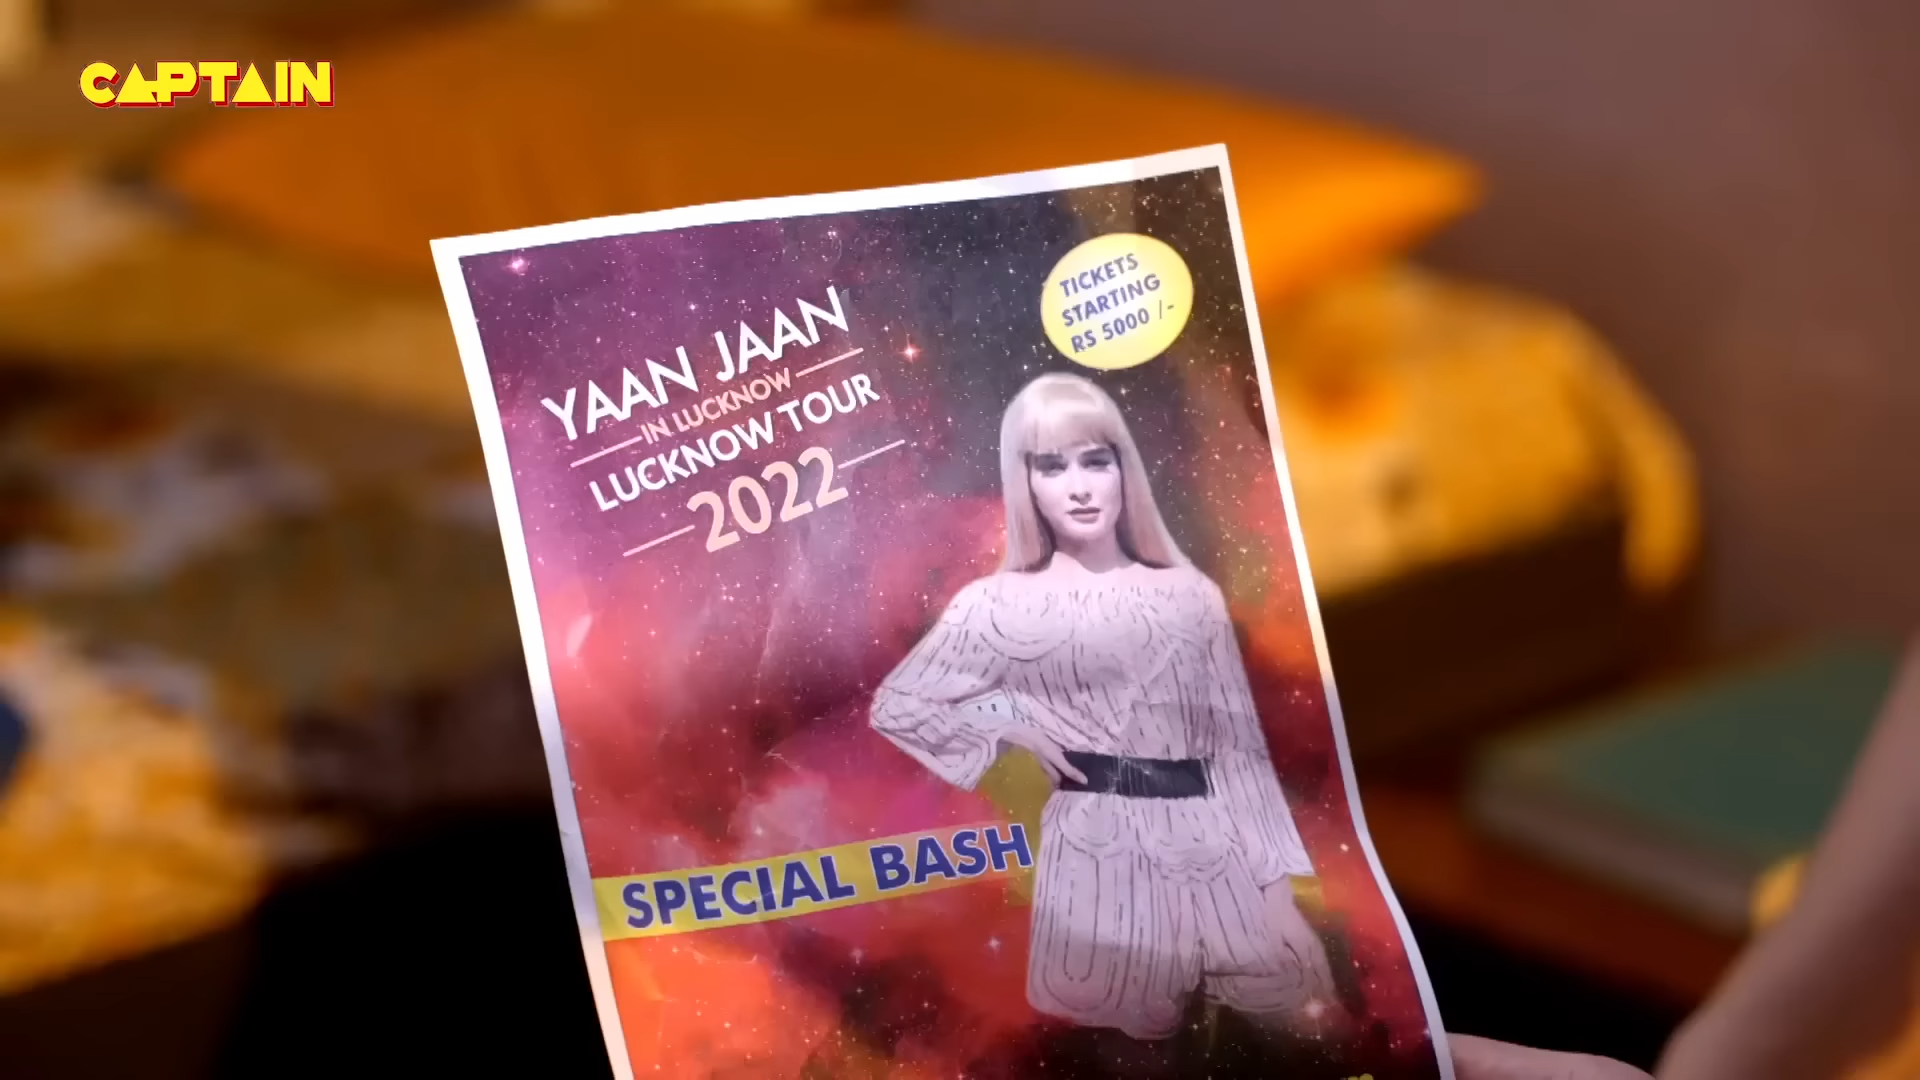 CAPTAIN
TICKETS
STARTING
RS 5000 /-
YAAN JAAN
IN LUCKNOW
LUCKNOW TOUR
2022
SPECIAL BASH